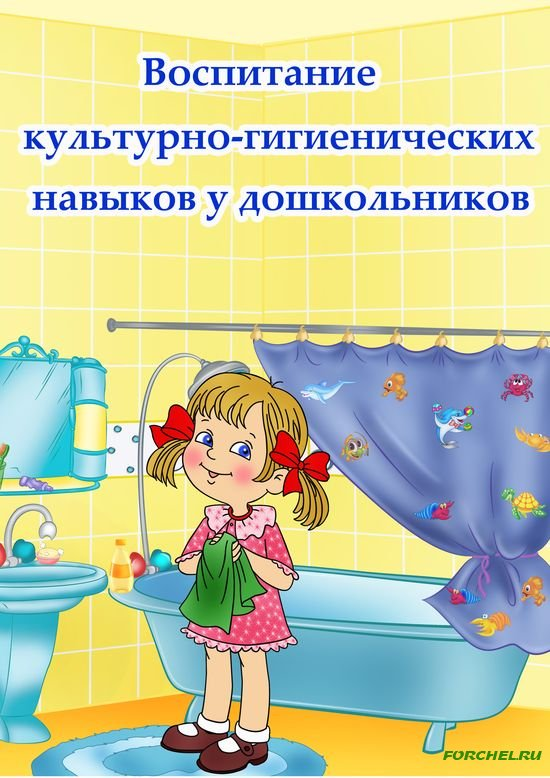 Воспитание
культурно-гигиенических
навыков у дошкольников
FORCHEL.RU